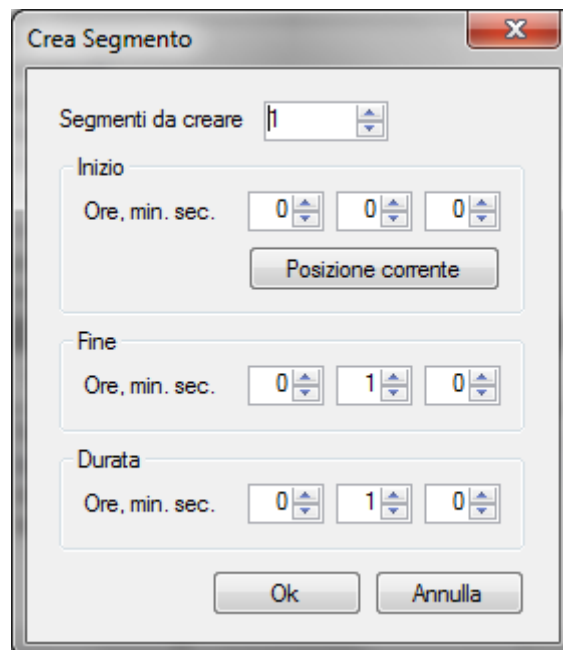 Crea Segmento
Segmenti da creare 1
Inizio
Ore, min. sec. 0 0 0
Posizione corrente
Fine
Ore, min. sec. 0 1 0
Durata
Ore, min. sec. 0 1 0
Ok Annulla